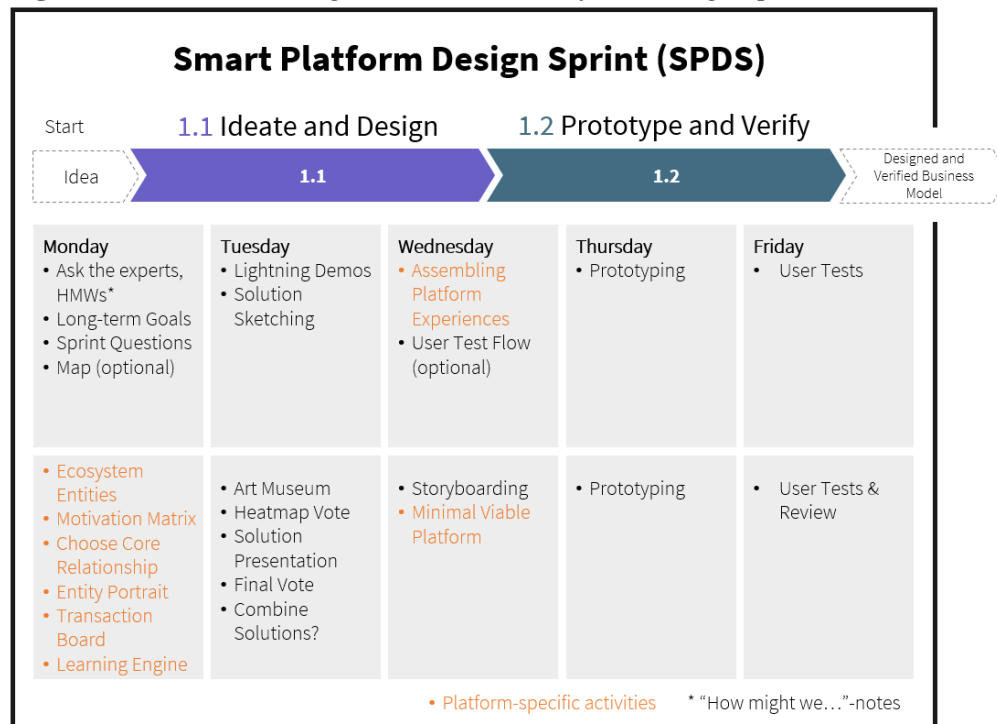 Smart Platform Design Sprint (SPDS)
Start
1.1 Ideate and Design
1.2 Prototype and Verify
Idea
1.1
1.2
Designed and
Verified Business
Model
Monday
• Ask the experts,
HMWs*
• Long-term Goals
• Sprint Questions
• Map (optional)
Tuesday
• Lightning Demos
• Solution
Sketching
Wednesday
• Assembling
Platform
Experiences
• User Test Flow
(optional)
Thursday
• Prototyping
Friday
• User Tests
• Ecosystem
Entities
• Motivation Matrix
• Choose Core
Relationship
• Entity Portrait
• Transaction
Board
• Learning Engine
• Art Museum
• Heatmap Vote
• Solution
Presentation
• Final Vote
• Combine
Solutions?
• Storyboarding
• Minimal Viable
Platform
• Prototyping
• User Tests &
Review
• Platform-specific activities
* "How might we…"-notes